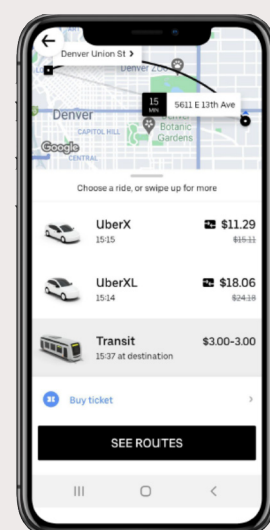 Denver Union St >
Denver Zoo
15
MIN
5611 E 13th Ave
Denver
Denver
Botanic
Gardens
CAPITOL HILL
CENTRAL
Google
Choose a ride, or swipe up for more
UberX
$11.29
15:15
$15.11
UberXL
$18.06
15:14
$24.18
Transit
$3.00-3.00
15:37 at destination
Buy ticket
SEE ROUTES